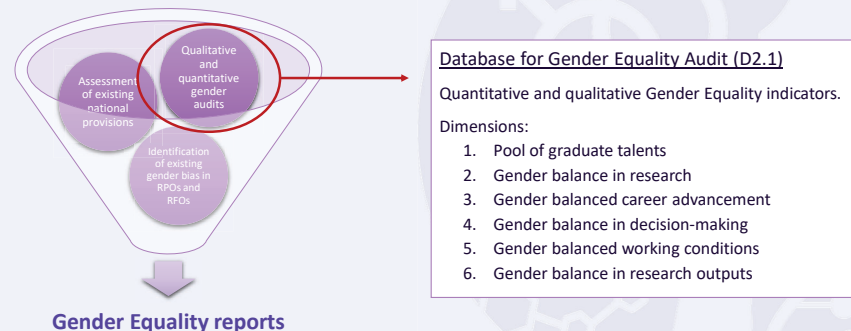 Qualitative
and
quantitative
gender
audits
Assessment
of existing
national
provisions
Identification
of existing
gender bias in
RPOs and
RFOs
Gender Equality reports
Database for Gender Equality Audit (D2.1)
Quantitative and qualitative Gender Equality indicators.
Dimensions:
1. Pool of graduate talents
2. Gender balance in research
3. Gender balanced career advancement
4. Gender balance in decision-making
5. Gender balanced working conditions
6. Gender balance in research outputs